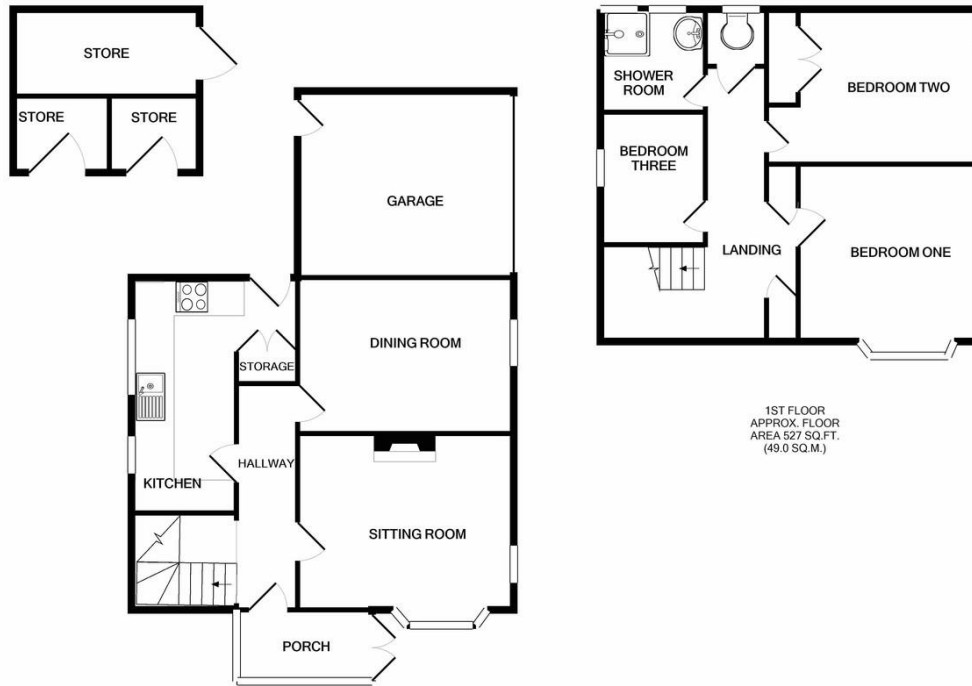 STORE
STORE
STORE
GARAGE
DINING ROOM
STORAGE
HALLWAY
KITCHEN
SITTING ROOM
PORCH
SHOWER
ROOM
BEDROOM TWO
BEDROOM
THREE
LANDING
BEDROOM ONE
1ST FLOOR
APPROX. FLOOR
AREA 527 SQ.FT.
(49.0 SQ.M.)